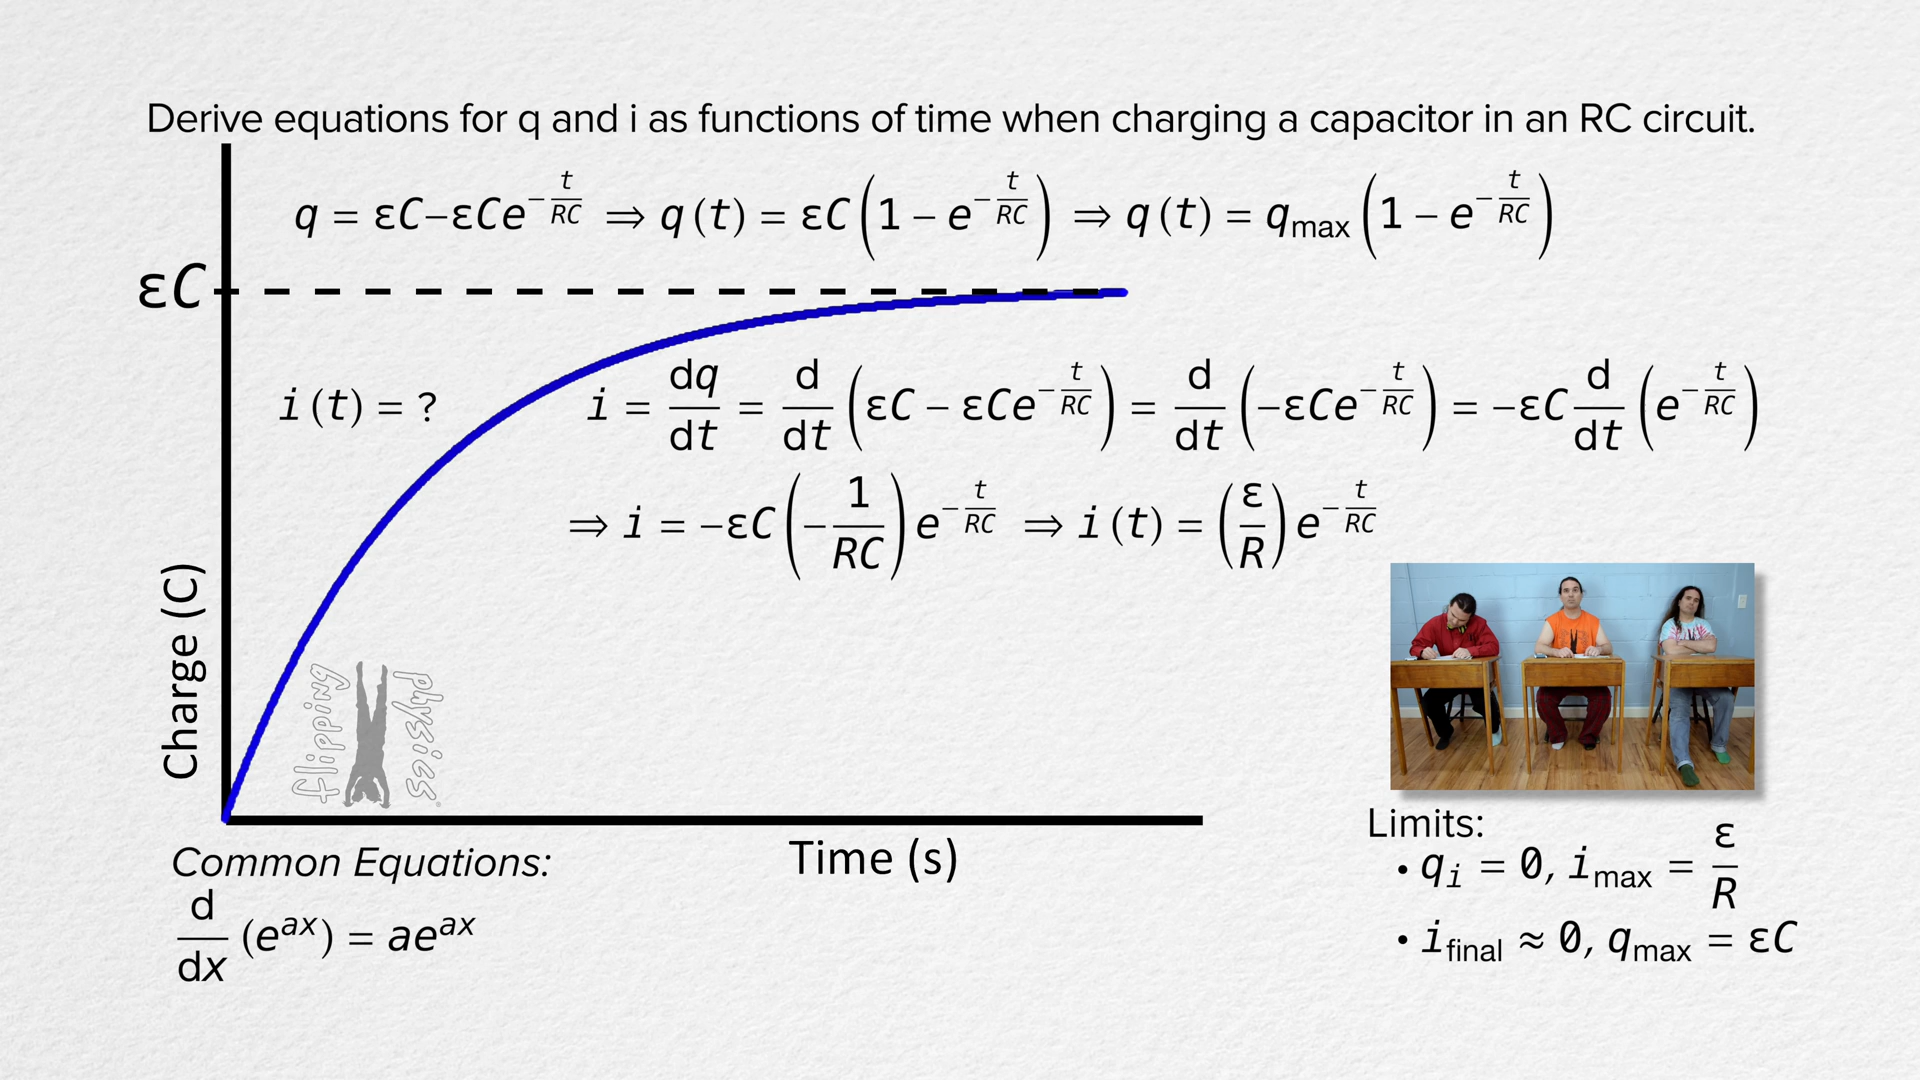 Derive equations for q and i as functions of time when charging a capacitor in an RC circuit.
q = εC–εCe^(−t/RC) ⇒ q (t) = εC (1 − e^(−t/RC)) ⇒ q (t) = q_max (1 − e^(−t/RC))
εC
i (t) = ? i = dq/dt = d/dt (εC − εCe^(−t/RC)) = d/dt (−εCe^(−t/RC)) = −εC d/dt (e^(−t/RC))
⇒ i = −εC (−1/RC) e^(−t/RC) ⇒ i (t) = (ε/R) e^(−t/RC)
Charge (C)
flipping
physics
Time (s)
Common Equations:
d/dx (e^(ax)) = ae^(ax)
Limits:
• q_i = 0, i_max = ε/R
• i_final ≈ 0, q_max = εC